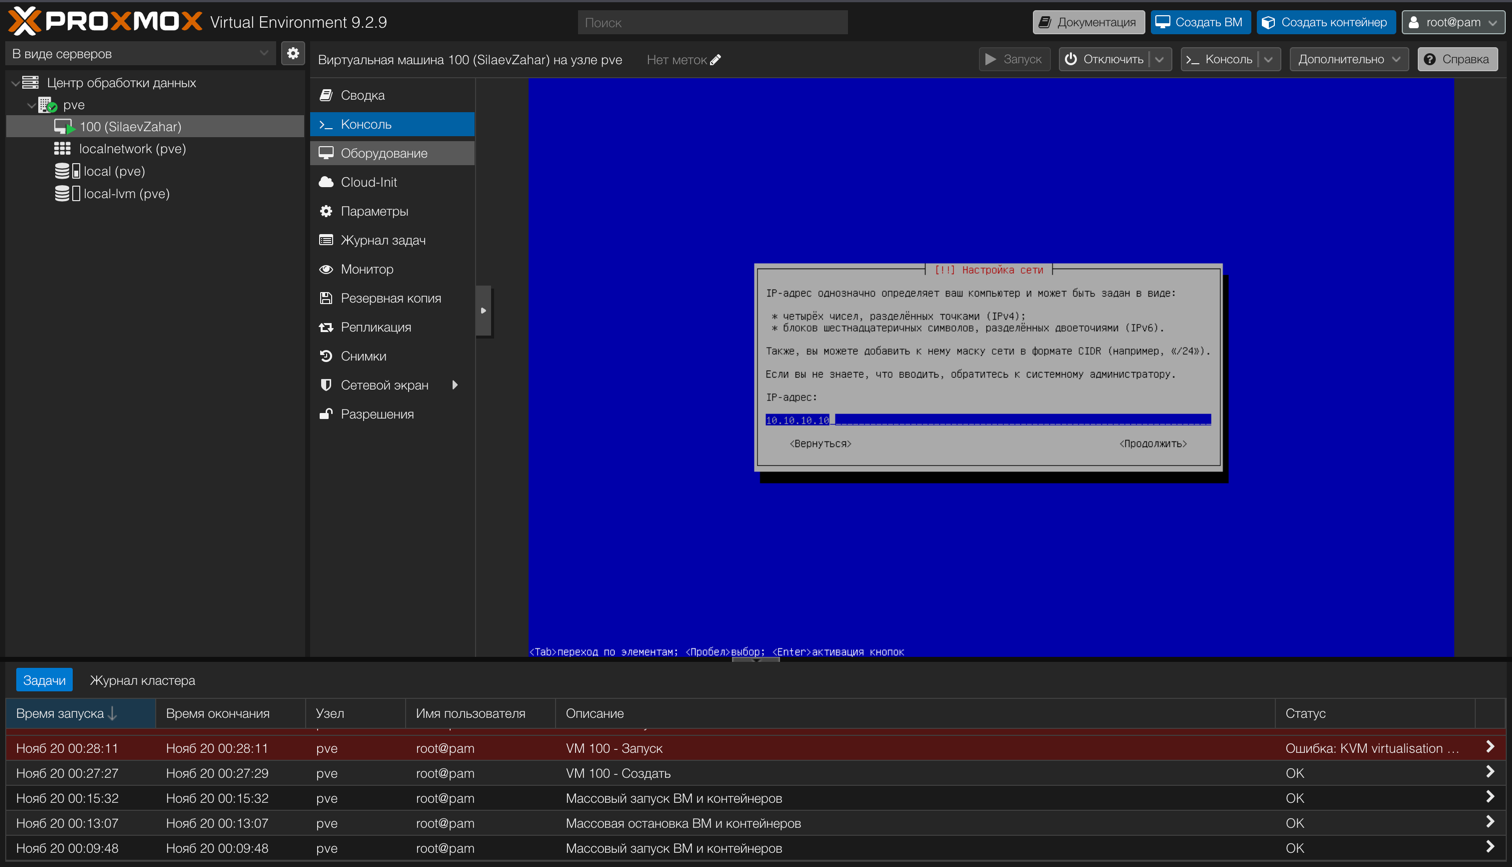 PROXMOX Virtual Environment 9.2.9
Поиск
Документация
Создать ВМ
Создать контейнер
root@pam
В виде серверов
Виртуальная машина 100 (SilaevZahar) на узле pve
Нет меток
Запуск
Отключить
Консоль
Дополнительно
Справка
Центр обработки данных
pve
100 (SilaevZahar)
localnetwork (pve)
local (pve)
local-lvm (pve)
Сводка
Консоль
Оборудование
Cloud-Init
Параметры
Журнал задач
Монитор
Резервная копия
Репликация
Снимки
Сетевой экран
Разрешения
[!!] Настройка сети
IP-адрес однозначно определяет ваш компьютер и может быть задан в виде:
* четырёх чисел, разделённых точками (IPv4);
* блоков шестнадцатеричных символов, разделённых двоеточиями (IPv6).
Также, вы можете добавить к нему маску сети в формате CIDR (например, «/24»).
Если вы не знаете, что вводить, обратитесь к системному администратору.
IP-адрес:
10.10.10.10
<Вернуться>
<Продолжить>
<Tab>переход по элементам; <Пробел>выбор; <Enter>активация кнопок
Задачи
Журнал кластера
Время запуска Время окончания Узел Имя пользователя Описание Статус
Нояб 20 00:28:11 Нояб 20 00:28:11 pve root@pam VM 100 - Запуск Ошибка: KVM virtualisation ...
Нояб 20 00:27:27 Нояб 20 00:27:29 pve root@pam VM 100 - Создать OK
Нояб 20 00:15:32 Нояб 20 00:15:32 pve root@pam Массовый запуск ВМ и контейнеров OK
Нояб 20 00:13:07 Нояб 20 00:13:07 pve root@pam Массовая остановка ВМ и контейнеров OK
Нояб 20 00:09:48 Нояб 20 00:09:48 pve root@pam Массовый запуск ВМ и контейнеров OK